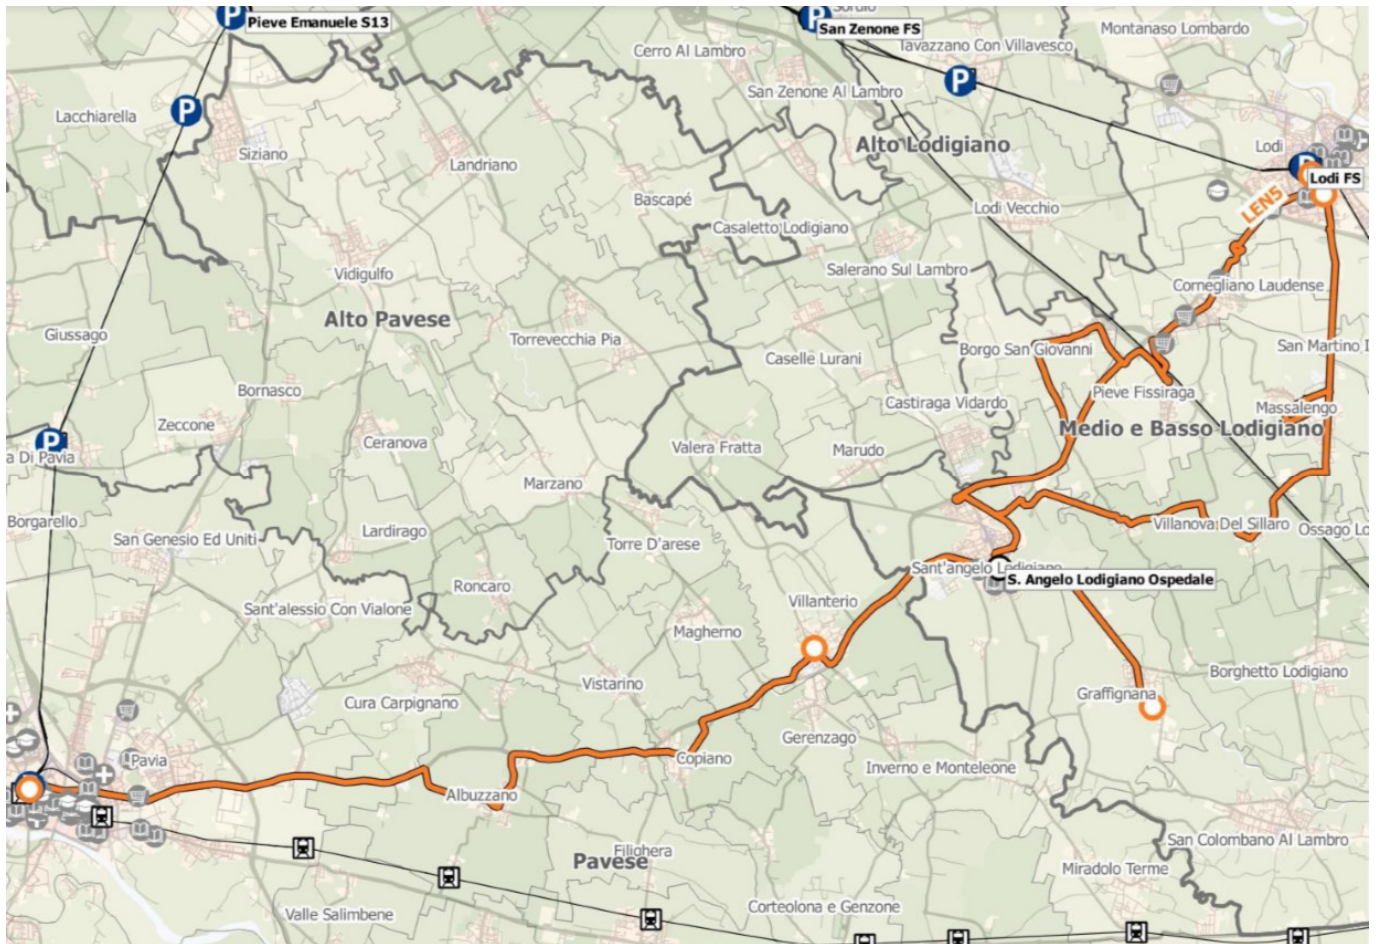 Pieve Emanuele S13
San Zenone FS
Montanaso Lombardo
Tavazzano Con Villavesco
Cerro Al Lambro
San Zenone Al Lambro
Lacchiarella
Siziano
Landriano
Alto Lodigiano
Lodi
Lodi FS
Bascapé
Lodi Vecchio
LEN5
Casaletto Lodigiano
Vidigulfo
Salerano Sul Lambro
Cornegliano Laudense
Alto Pavese
Giussago
Torrevecchia Pia
Borgo San Giovanni
San Martino I
Caselle Lurani
Bornasco
Pieve Fissiraga
Castiraga Vidardo
Massalengo
Zeccone
Ceranova
Medio e Basso Lodigiano
Valera Fratta
Marudo
a Di Pavia
Marzano
Borgarello
Lardirago
Villanova Del Sillaro
Ossago Lo
San Genesio Ed Uniti
Torre D'arese
Sant'angelo Lodigiano
S. Angelo Lodigiano Ospedale
Roncaro
Sant'alessio Con Vialone
Villanterio
Magherno
Borghetto Lodigiano
Vistarino
Graffignana
Cura Carpignano
Gerenzago
Pavia
Copiano
Inverno e Monteleone
Albuzzano
San Colombano Al Lambro
Filighera
Pavese
Miradolo Terme
Corteolona e Genzone
Valle Salimbene